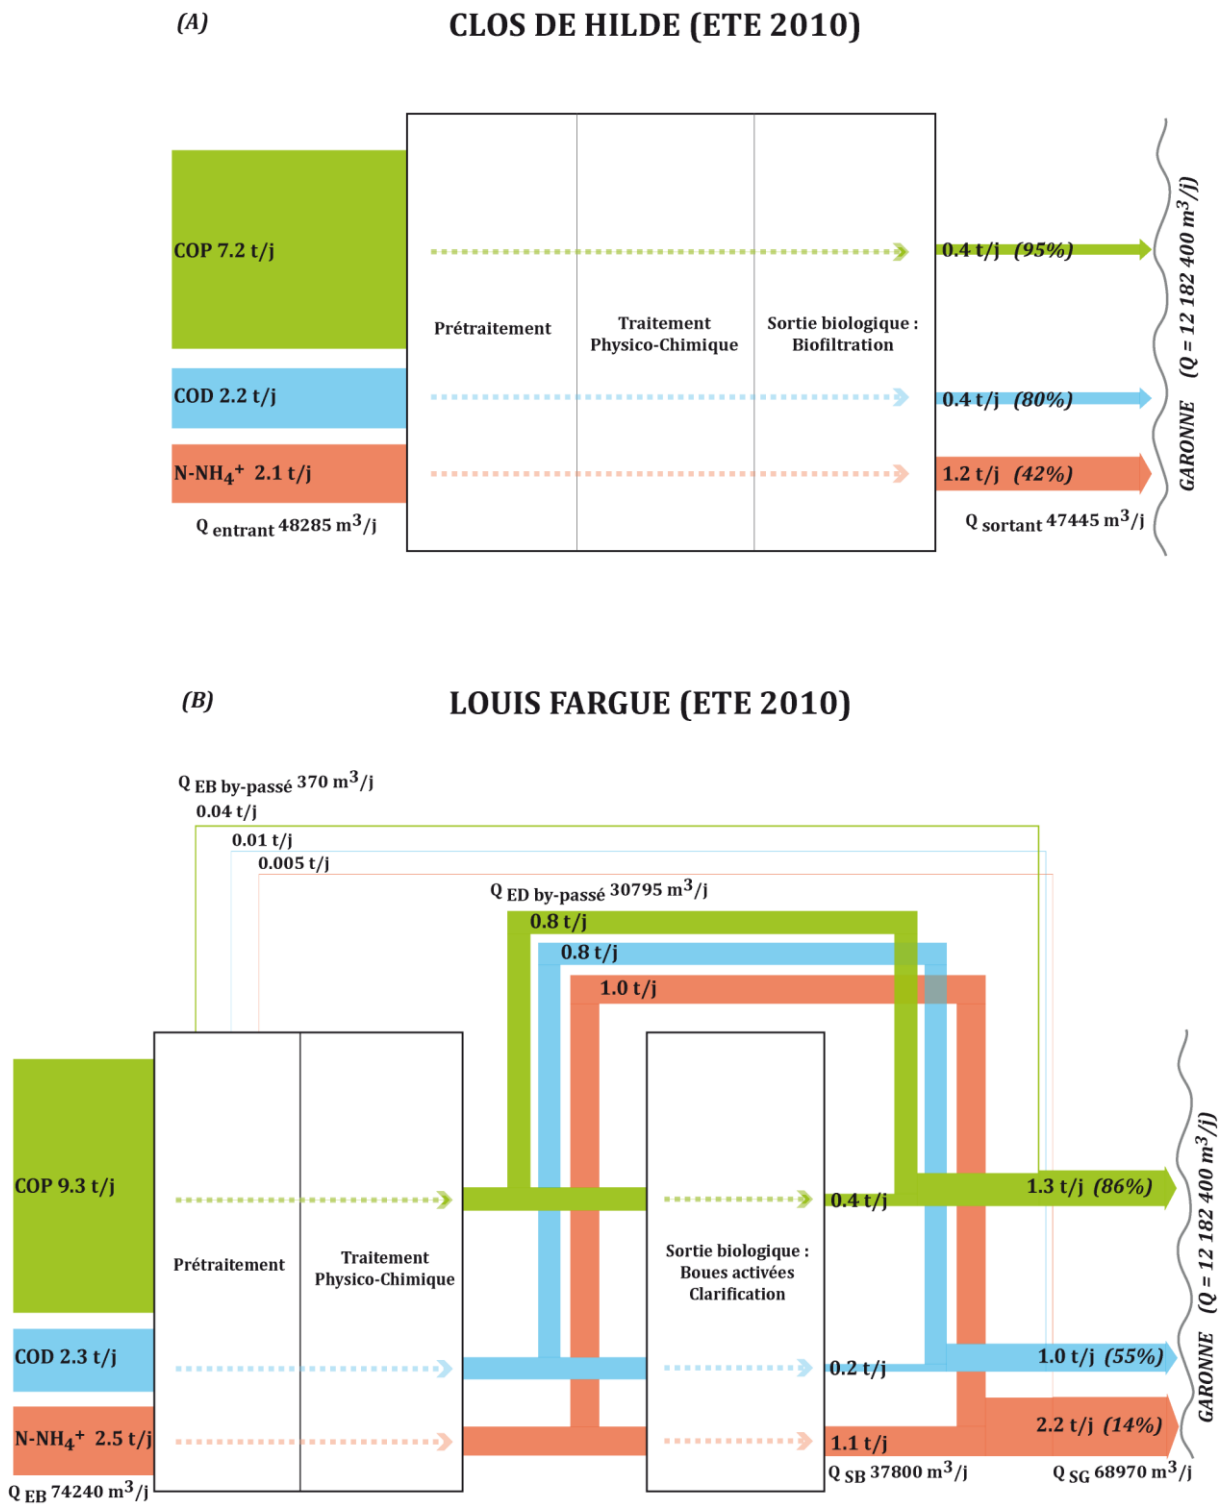 (A)
CLOS DE HILDE (ETE 2010)
COP 7.2 t/j
0.4 t/j (95%)
Prétraitement
Traitement
Physico-Chimique
Sortie biologique :
Biofiltration
COD 2.2 t/j
0.4 t/j (80%)
N-NH4+ 2.1 t/j
1.2 t/j (42%)
Q entrant 48285 m3/j
Q sortant 47445 m3/j
GARONNE (Q = 12 182 400 m3/j)
(B)
LOUIS FARGUE (ETE 2010)
Q EB by-passé 370 m3/j
0.04 t/j
0.01 t/j
0.005 t/j
Q ED by-passé 30795 m3/j
0.8 t/j
0.8 t/j
1.0 t/j
COP 9.3 t/j
0.4 t/j
1.3 t/j (86%)
Prétraitement
Traitement
Physico-Chimique
Sortie biologique :
Boues activées
Clarification
COD 2.3 t/j
0.2 t/j
1.0 t/j (55%)
N-NH4+ 2.5 t/j
1.1 t/j
2.2 t/j (14%)
Q EB 74240 m3/j
Q SB 37800 m3/j
Q SG 68970 m3/j
GARONNE (Q = 12 182 400 m3/j)